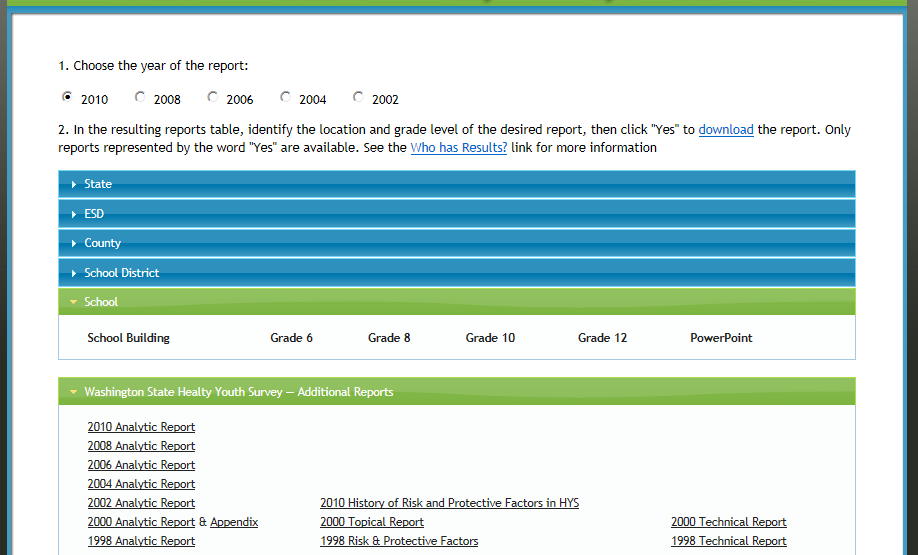 1. Choose the year of the report:
2010 2008 2006 2004 2002
2. In the resulting reports table, identify the location and grade level of the desired report, then click "Yes" to download the report. Only
reports represented by the word "Yes" are available. See the Who has Results? link for more information
State
ESD
County
School District
School
School Building Grade 6 Grade 8 Grade 10 Grade 12 PowerPoint
Washington State Healty Youth Survey — Additional Reports
2010 Analytic Report
2008 Analytic Report
2006 Analytic Report
2004 Analytic Report
2002 Analytic Report 2010 History of Risk and Protective Factors in HYS
2000 Analytic Report & Appendix 2000 Topical Report 2000 Technical Report
1998 Analytic Report 1998 Risk & Protective Factors 1998 Technical Report